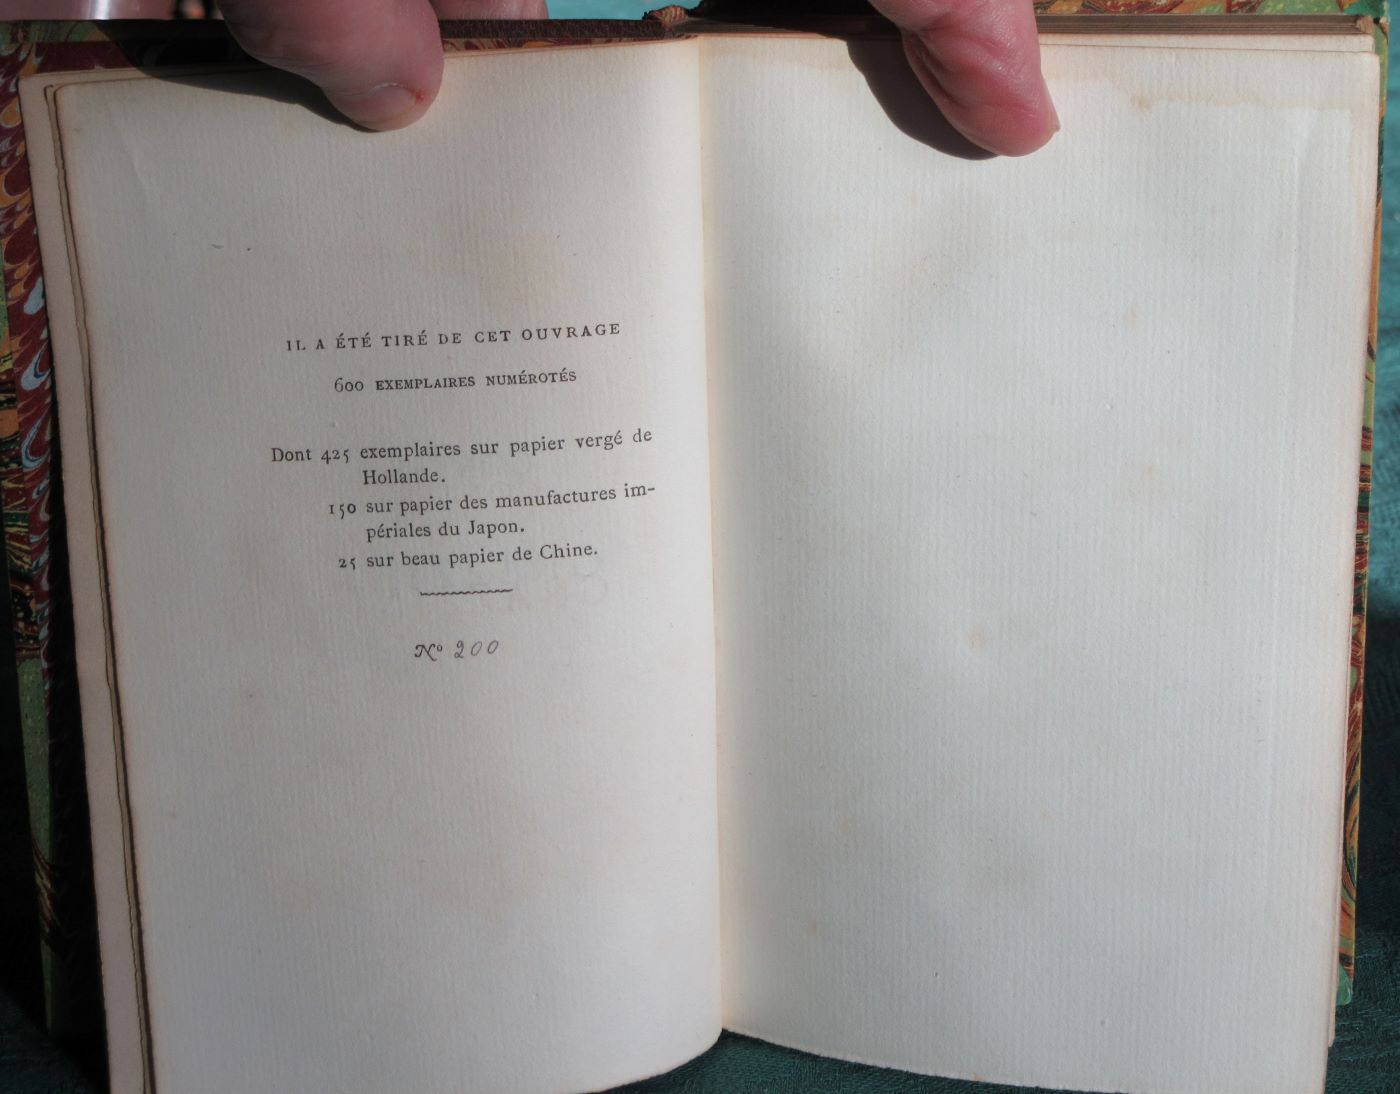 IL A ÉTÉ TIRÉ DE CET OUVRAGE
600 EXEMPLAIRES NUMÉROTÉS
Dont 425 exemplaires sur papier vergé de
Hollande.
150 sur papier des manufactures im-
périales du Japon.
25 sur beau papier de Chine.
Nº 200